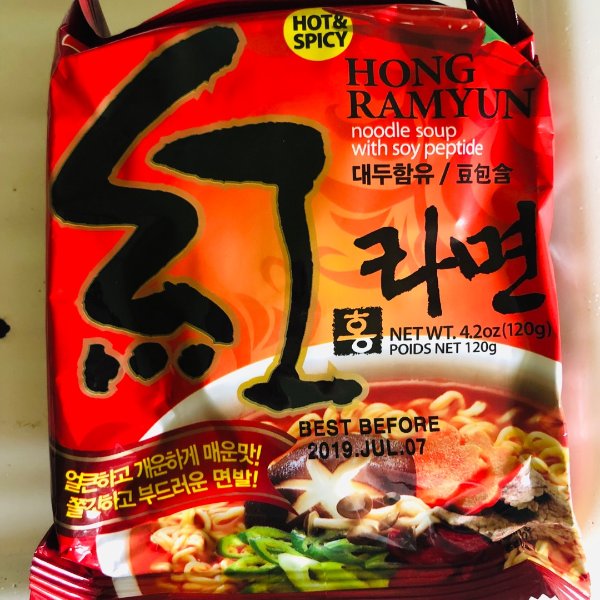 HOT&
SPICY
HONG
RAMYUN
noodle soup
with soy peptide
대두함유 / 豆包含
紅
라면
홍
NET WT. 4.2oz(120g)
POIDS NET 120g
BEST BEFORE
2019.JUL.07
얼큰하고 개운하게 매운맛!
쫄깃하고 부드러운 면발!